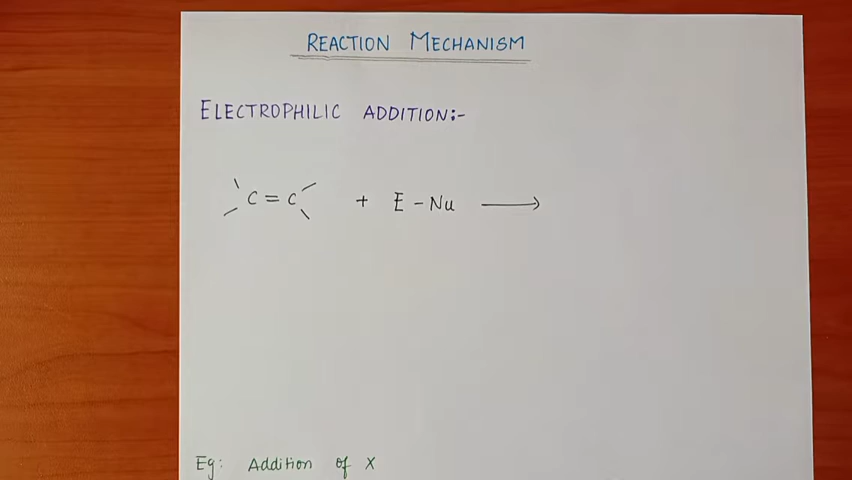 REACTION MECHANISM
ELECTROPHILIC ADDITION:-
C = C + E - Nu ⟶
Eg: Addition of X